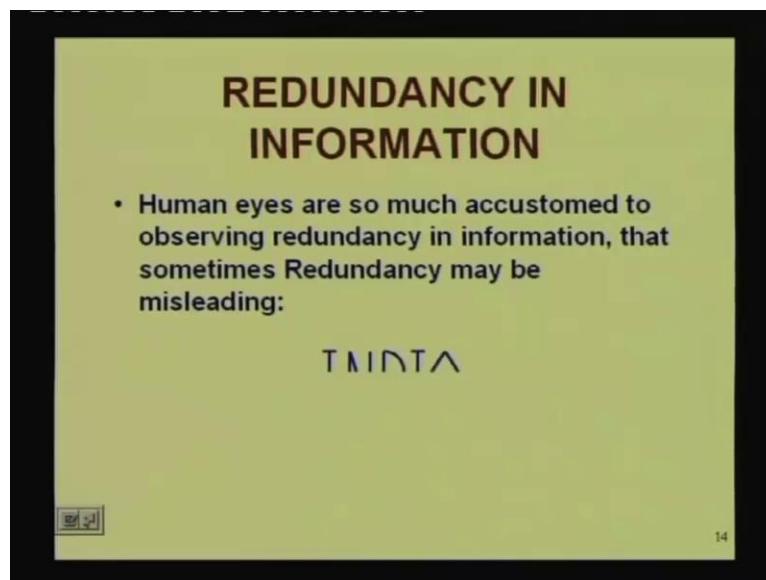 REDUNDANCY IN
INFORMATION
• Human eyes are so much accustomed to
observing redundancy in information, that
sometimes Redundancy may be
misleading:
14